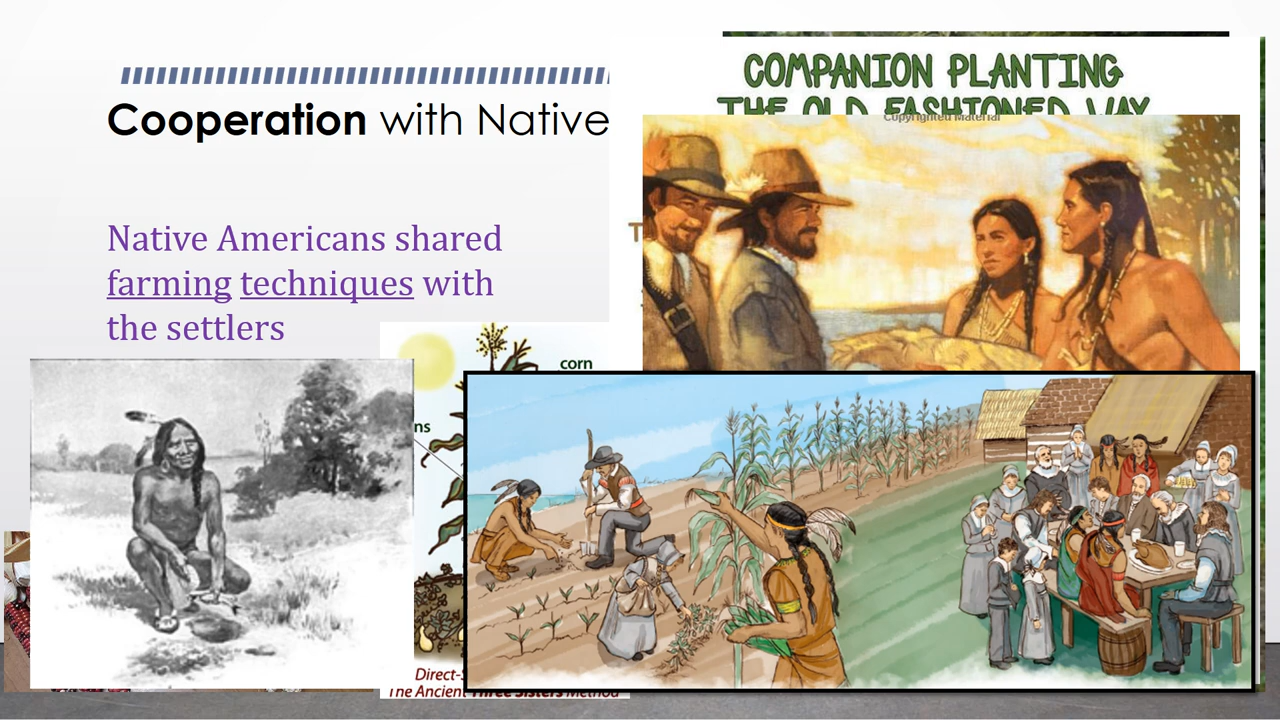 Cooperation with Native
COMPANION PLANTING
THE OLD FASHIONED WAY
Copyrighted Material
Native Americans shared
farming techniques with
the settlers
T
corn
ns
Direct-S
The Ancient Three Sisters Method